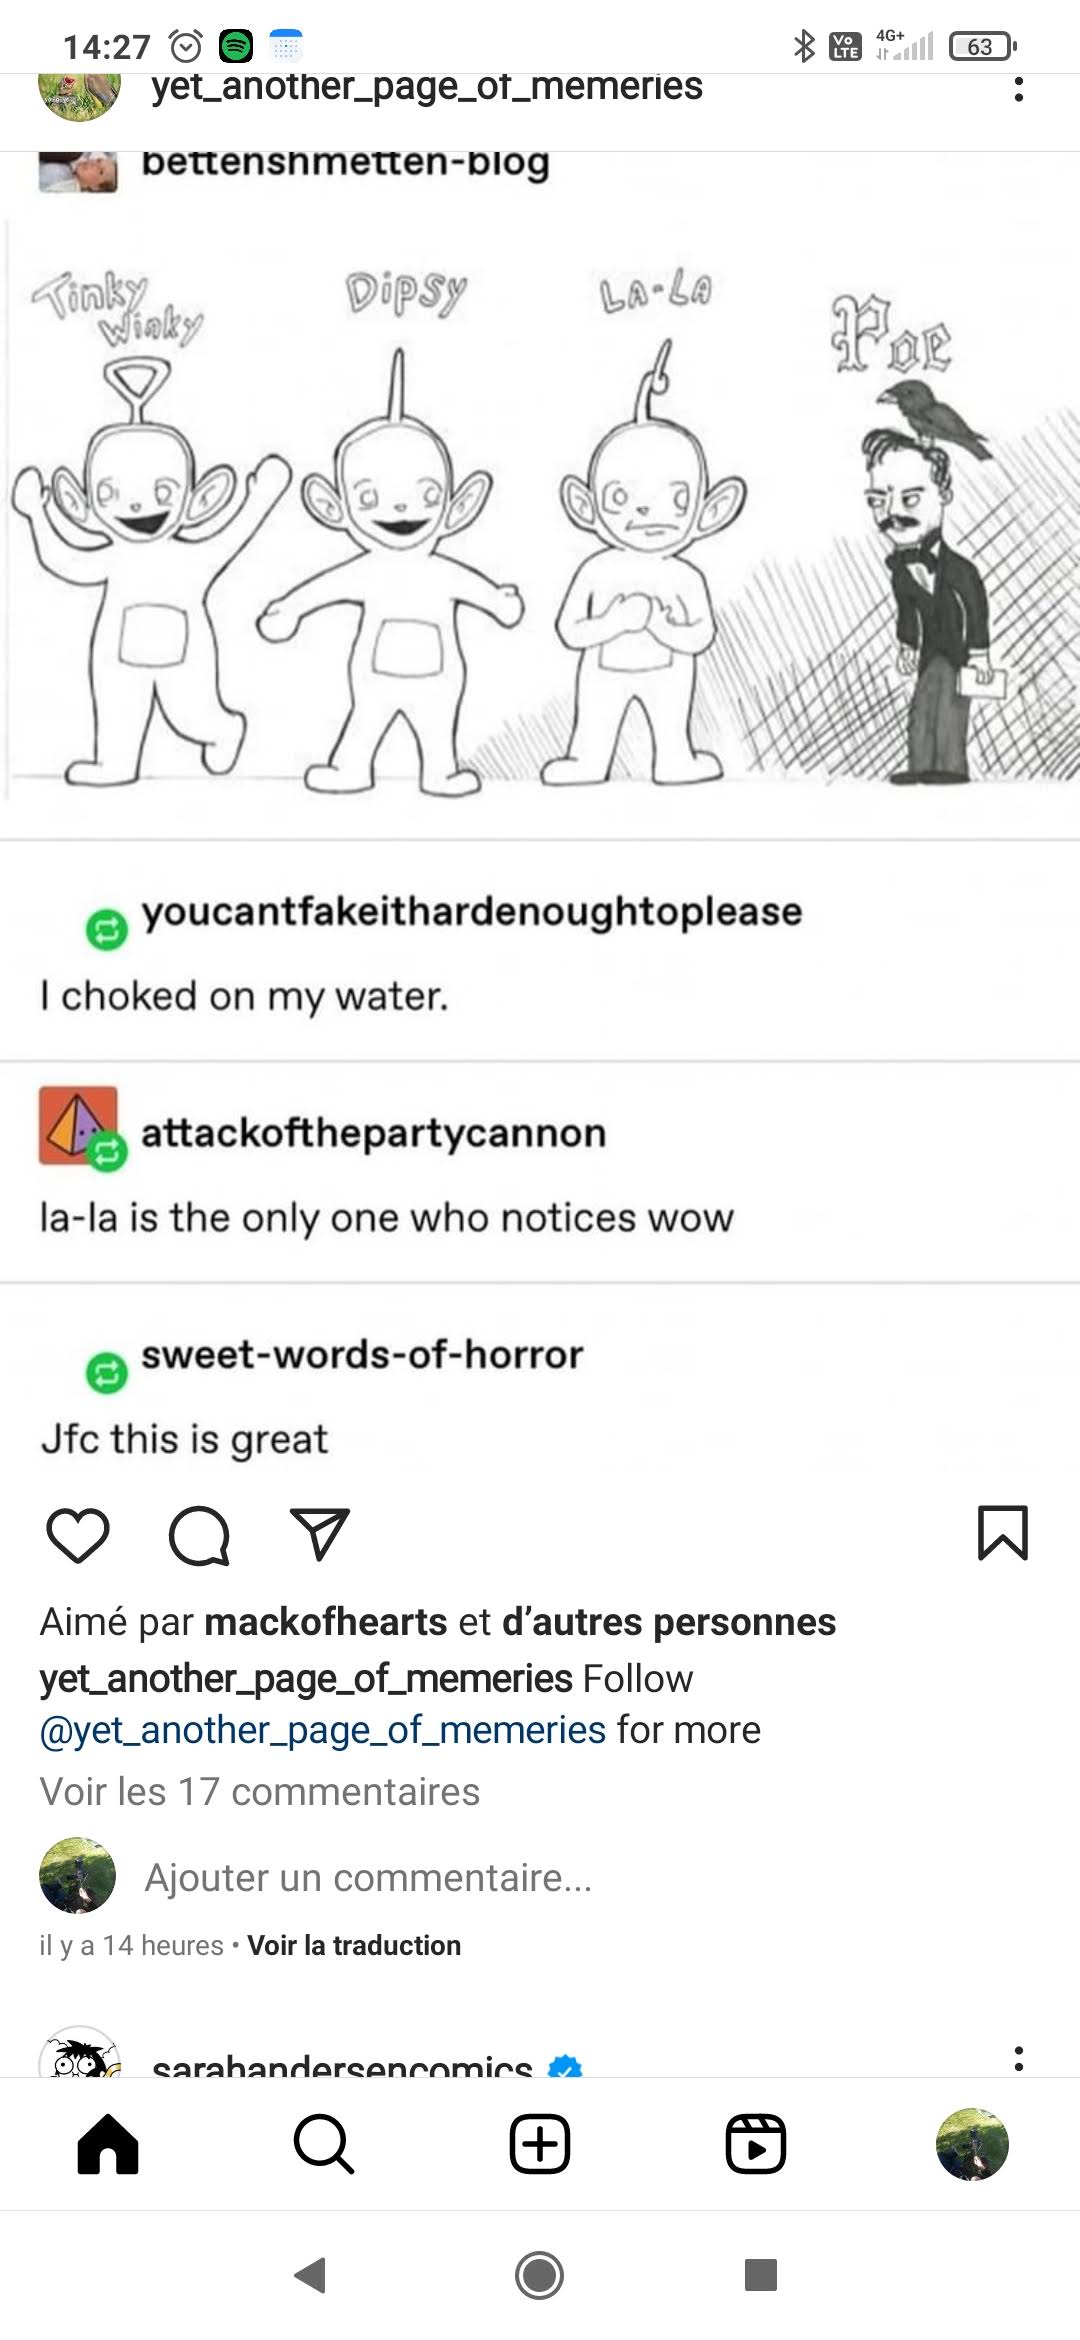 14:27
Vo LTE
4G+
63
yet_another_page_of_memeries
bettenshmetten-blog
Tinky Winky
Dipsy
La-La
Poe
youcantfakeithardenoughtoplease
I choked on my water.
attackofthepartycannon
la-la is the only one who notices wow
sweet-words-of-horror
Jfc this is great
Aimé par mackofhearts et d’autres personnes
yet_another_page_of_memeries Follow
@yet_another_page_of_memeries for more
Voir les 17 commentaires
Ajouter un commentaire...
il y a 14 heures • Voir la traduction
sarahandersencomics